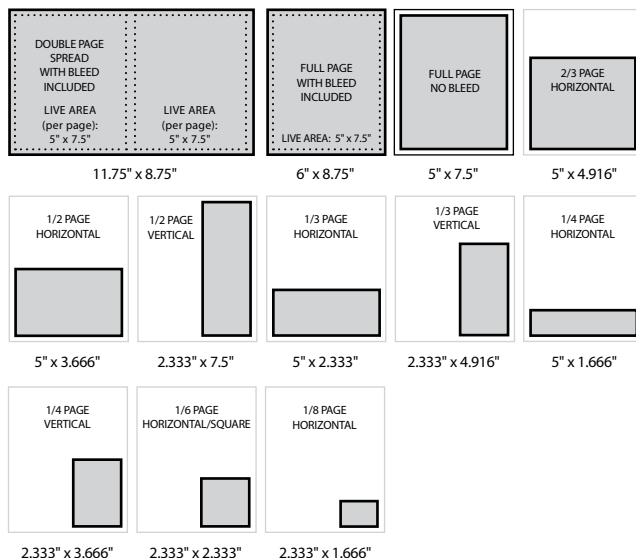 DOUBLE PAGE
SPREAD
WITH BLEED
INCLUDED
LIVE AREA
(per page):
5" x 7.5"
LIVE AREA
(per page):
5" x 7.5"
11.75" x 8.75"
FULL PAGE
WITH BLEED
INCLUDED
LIVE AREA: 5" x 7.5"
6" x 8.75"
FULL PAGE
NO BLEED
5" x 7.5"
2/3 PAGE
HORIZONTAL
5" x 4.916"
1/2 PAGE
HORIZONTAL
5" x 3.666"
1/2 PAGE
VERTICAL
2.333" x 7.5"
1/3 PAGE
HORIZONTAL
5" x 2.333"
1/3 PAGE
VERTICAL
2.333" x 4.916"
1/4 PAGE
HORIZONTAL
5" x 1.666"
1/4 PAGE
VERTICAL
2.333" x 3.666"
1/6 PAGE
HORIZONTAL/SQUARE
2.333" x 2.333"
1/8 PAGE
HORIZONTAL
2.333" x 1.666"